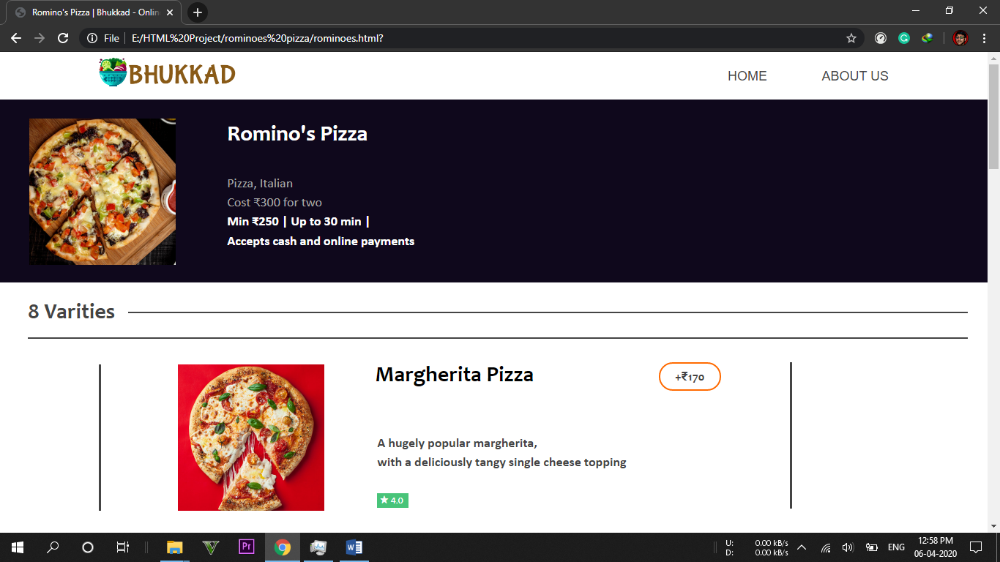 Romino's Pizza | Bhukkad - Onlin
File
E:/HTML%20Project/rominoes%20pizza/rominoes.html?
BHUKKAD
HOME
ABOUT US
Romino's Pizza
Pizza, Italian
Cost ₹300 for two
Min ₹250 | Up to 30 min |
Accepts cash and online payments
8 Varities
Margherita Pizza
+₹170
A hugely popular margherita,
with a deliciously tangy single cheese topping
★ 4.0
Pr
U: 0.00 kB/s
D: 0.00 kB/s
ENG
12:58 PM
06-04-2020